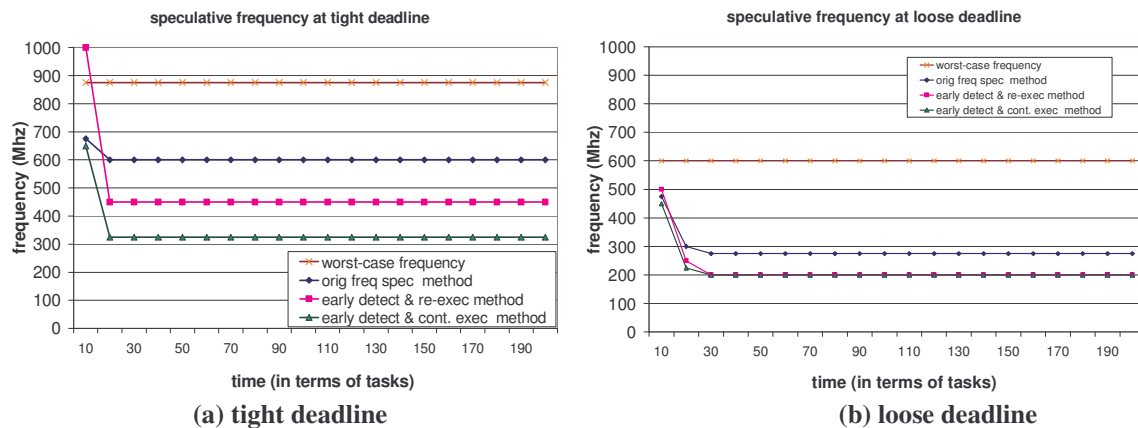 speculative frequency at tight deadline
1000
900
800
700
600
500
400
300
200
100
0
frequency (Mhz)
worst-case frequency
orig freq spec method
early detect & re-exec method
early detect & cont. exec method
10 30 50 70 90 110 130 150 170 190
time (in terms of tasks)
(a) tight deadline
speculative frequency at loose deadline
1000
900
800
700
600
500
400
300
200
100
0
frequency (Mhz)
worst-case frequency
orig freq spec method
early detect & re-exec method
early detect & cont. exec method
10 30 50 70 90 110 130 150 170 190
time (in terms of tasks)
(b) loose deadline